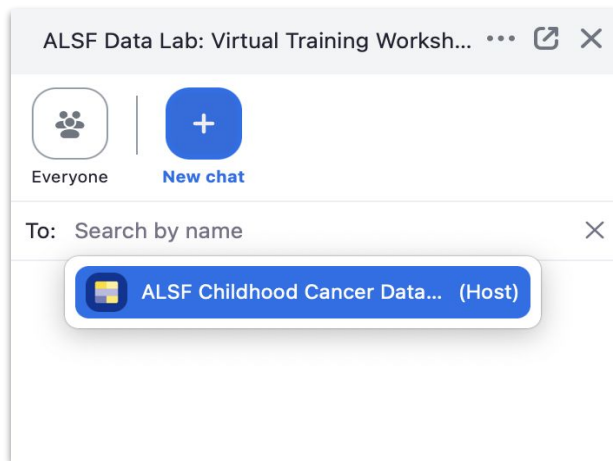 ALSF Data Lab: Virtual Training Worksh...
Everyone
New chat
To: Search by name
ALSF Childhood Cancer Data... (Host)